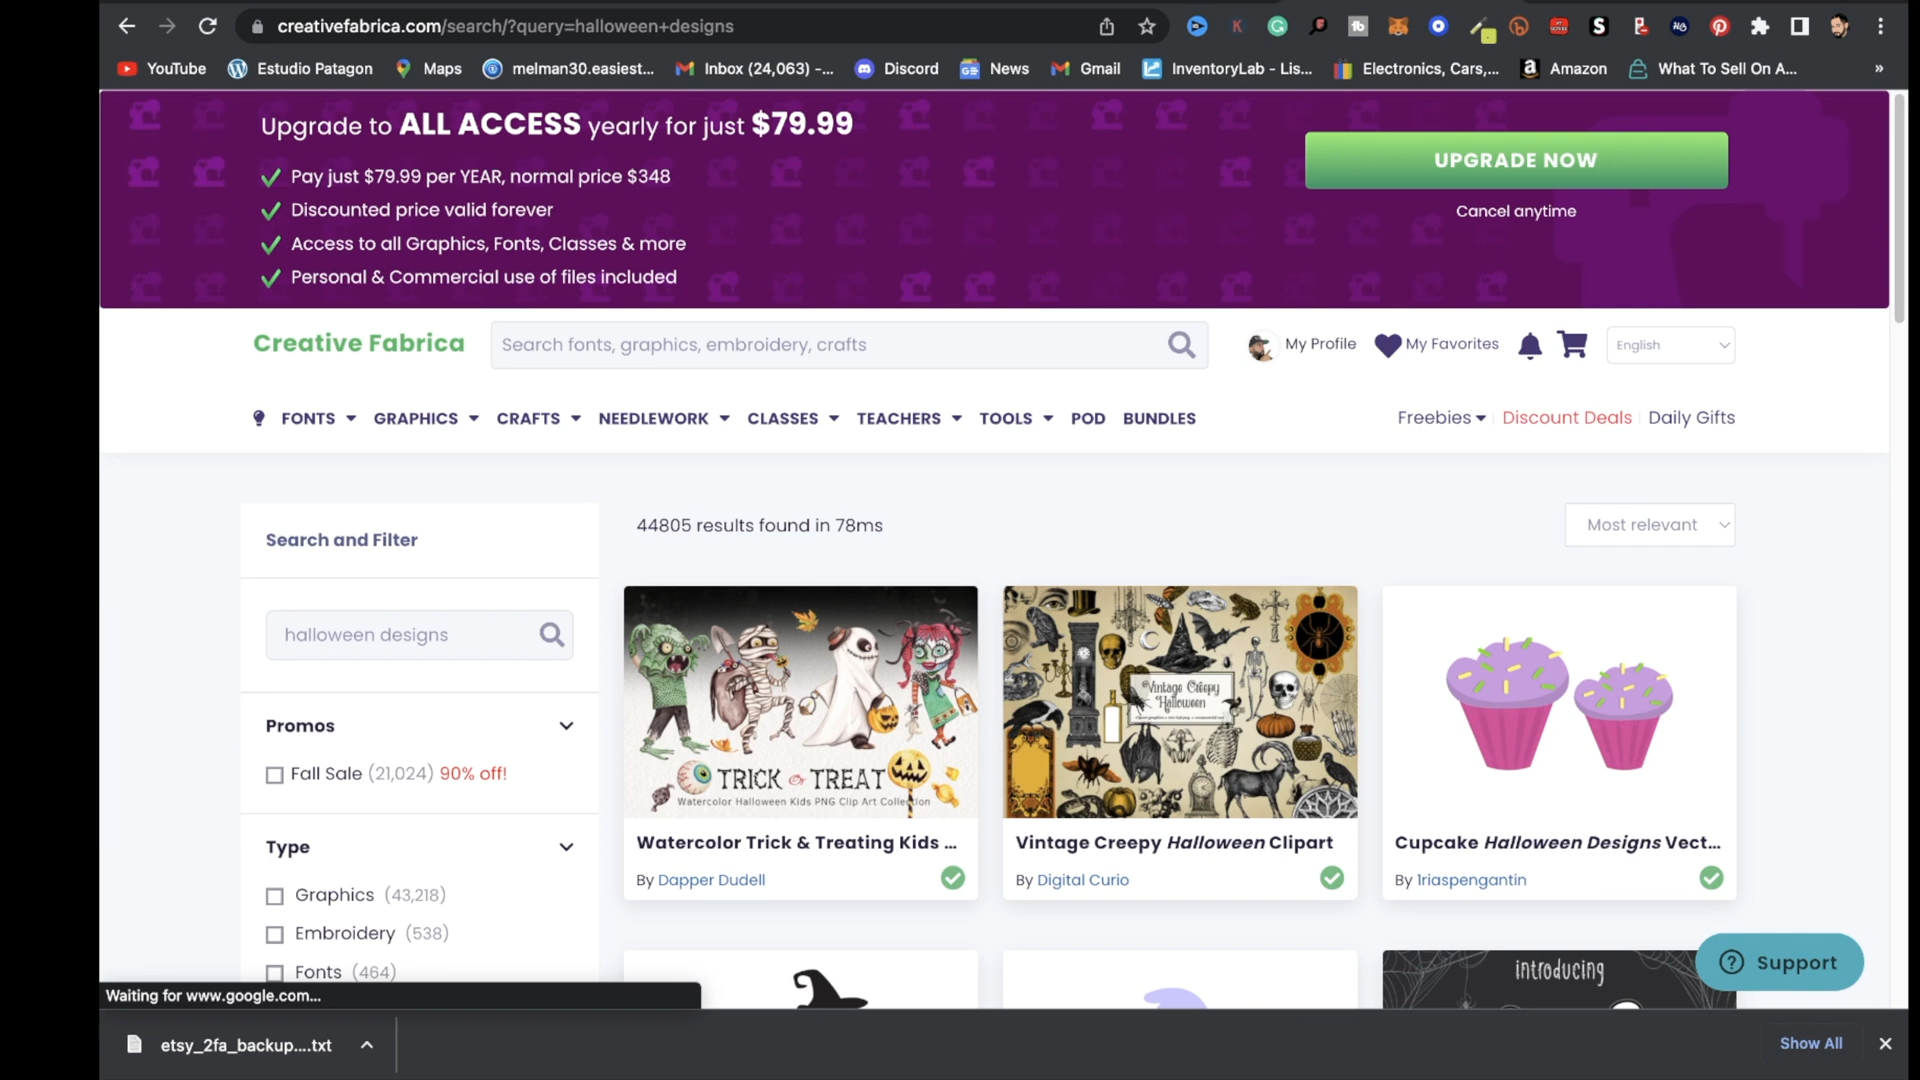 creativefabrica.com/search/?query=halloween+designs
YouTube Estudio Patagon Maps melman30.easiest... Inbox (24,063) -... Discord News Gmail InventoryLab - Lis... Electronics, Cars,... Amazon What To Sell On A... »
Upgrade to ALL ACCESS yearly for just $79.99
Pay just $79.99 per YEAR, normal price $348
Discounted price valid forever
Access to all Graphics, Fonts, Classes & more
Personal & Commercial use of files included
UPGRADE NOW
Cancel anytime
Creative Fabrica Search fonts, graphics, embroidery, crafts My Profile My Favorites English
FONTS GRAPHICS CRAFTS NEEDLEWORK CLASSES TEACHERS TOOLS POD BUNDLES Freebies Discount Deals Daily Gifts
Search and Filter
halloween designs
Promos
Fall Sale (21,024) 90% off!
Type
Graphics (43,218)
Embroidery (538)
Fonts (464)
44805 results found in 78ms
Most relevant
TRICK or TREAT
Watercolor Halloween Kids PNG Clip Art Collection
Watercolor Trick & Treating Kids ...
By Dapper Dudell
Vintage Creepy
Halloween
Vintage Creepy Halloween Clipart
By Digital Curio
Cupcake Halloween Designs Vect...
By 1riaspengantin
introducing
Support
Waiting for www.google.com...
etsy_2fa_backup....txt
Show All